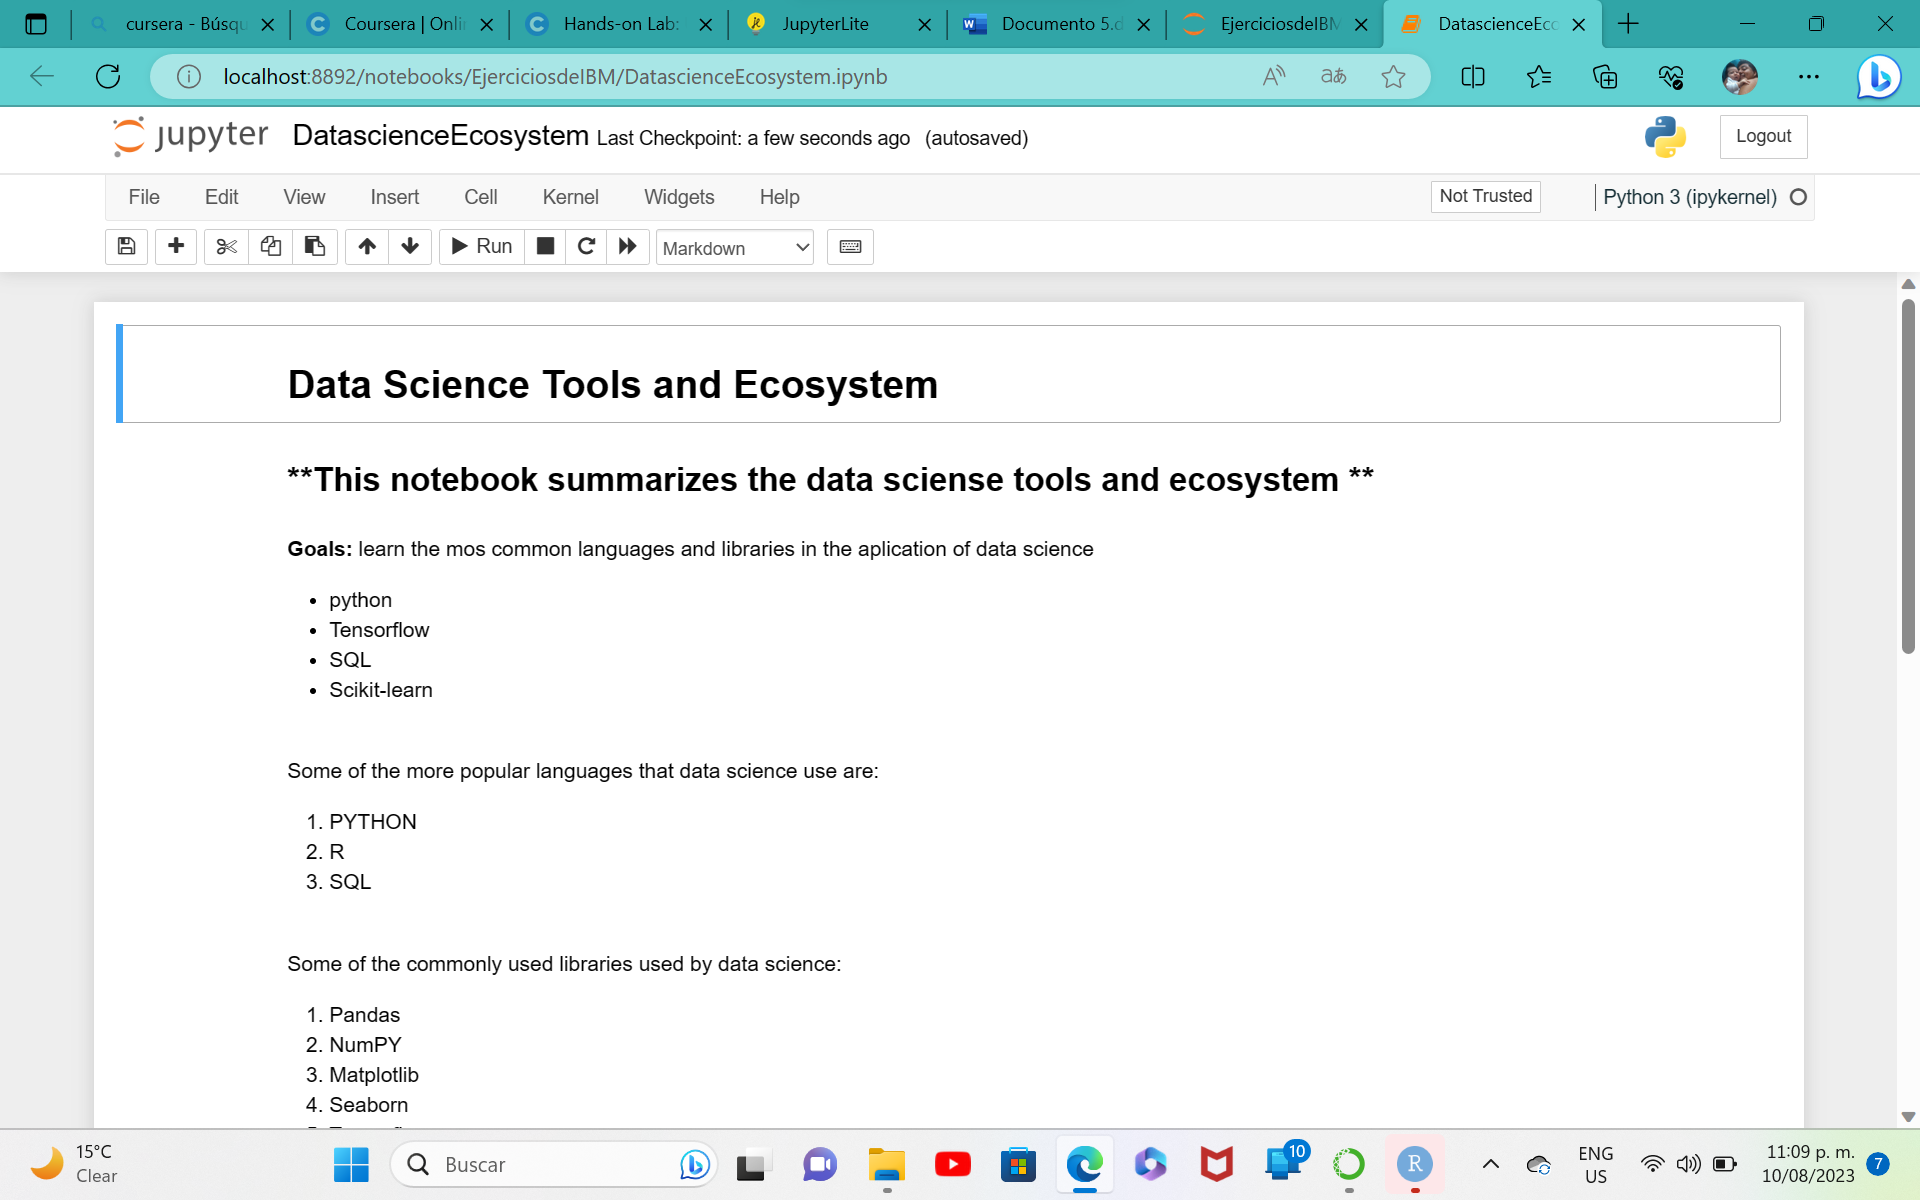 cursera - Búsqu
Coursera | Onli
Hands-on Lab:
JupyterLite
Documento 5.d
EjerciciosdeIBM
DatascienceEco
localhost:8892/notebooks/EjerciciosdeIBM/DatascienceEcosystem.ipynb
jupyter DatascienceEcosystem Last Checkpoint: a few seconds ago (autosaved)
Logout
File Edit View Insert Cell Kernel Widgets Help
Not Trusted
Python 3 (ipykernel)
Run
Markdown
Data Science Tools and Ecosystem
**This notebook summarizes the data sciense tools and ecosystem **
Goals: learn the mos common languages and libraries in the aplication of data science
• python
• Tensorflow
• SQL
• Scikit-learn
Some of the more popular languages that data science use are:
1. PYTHON
2. R
3. SQL
Some of the commonly used libraries used by data science:
1. Pandas
2. NumPY
3. Matplotlib
4. Seaborn
15°C
Clear
Buscar
10
R
ENG
US
11:09 p. m.
10/08/2023
7